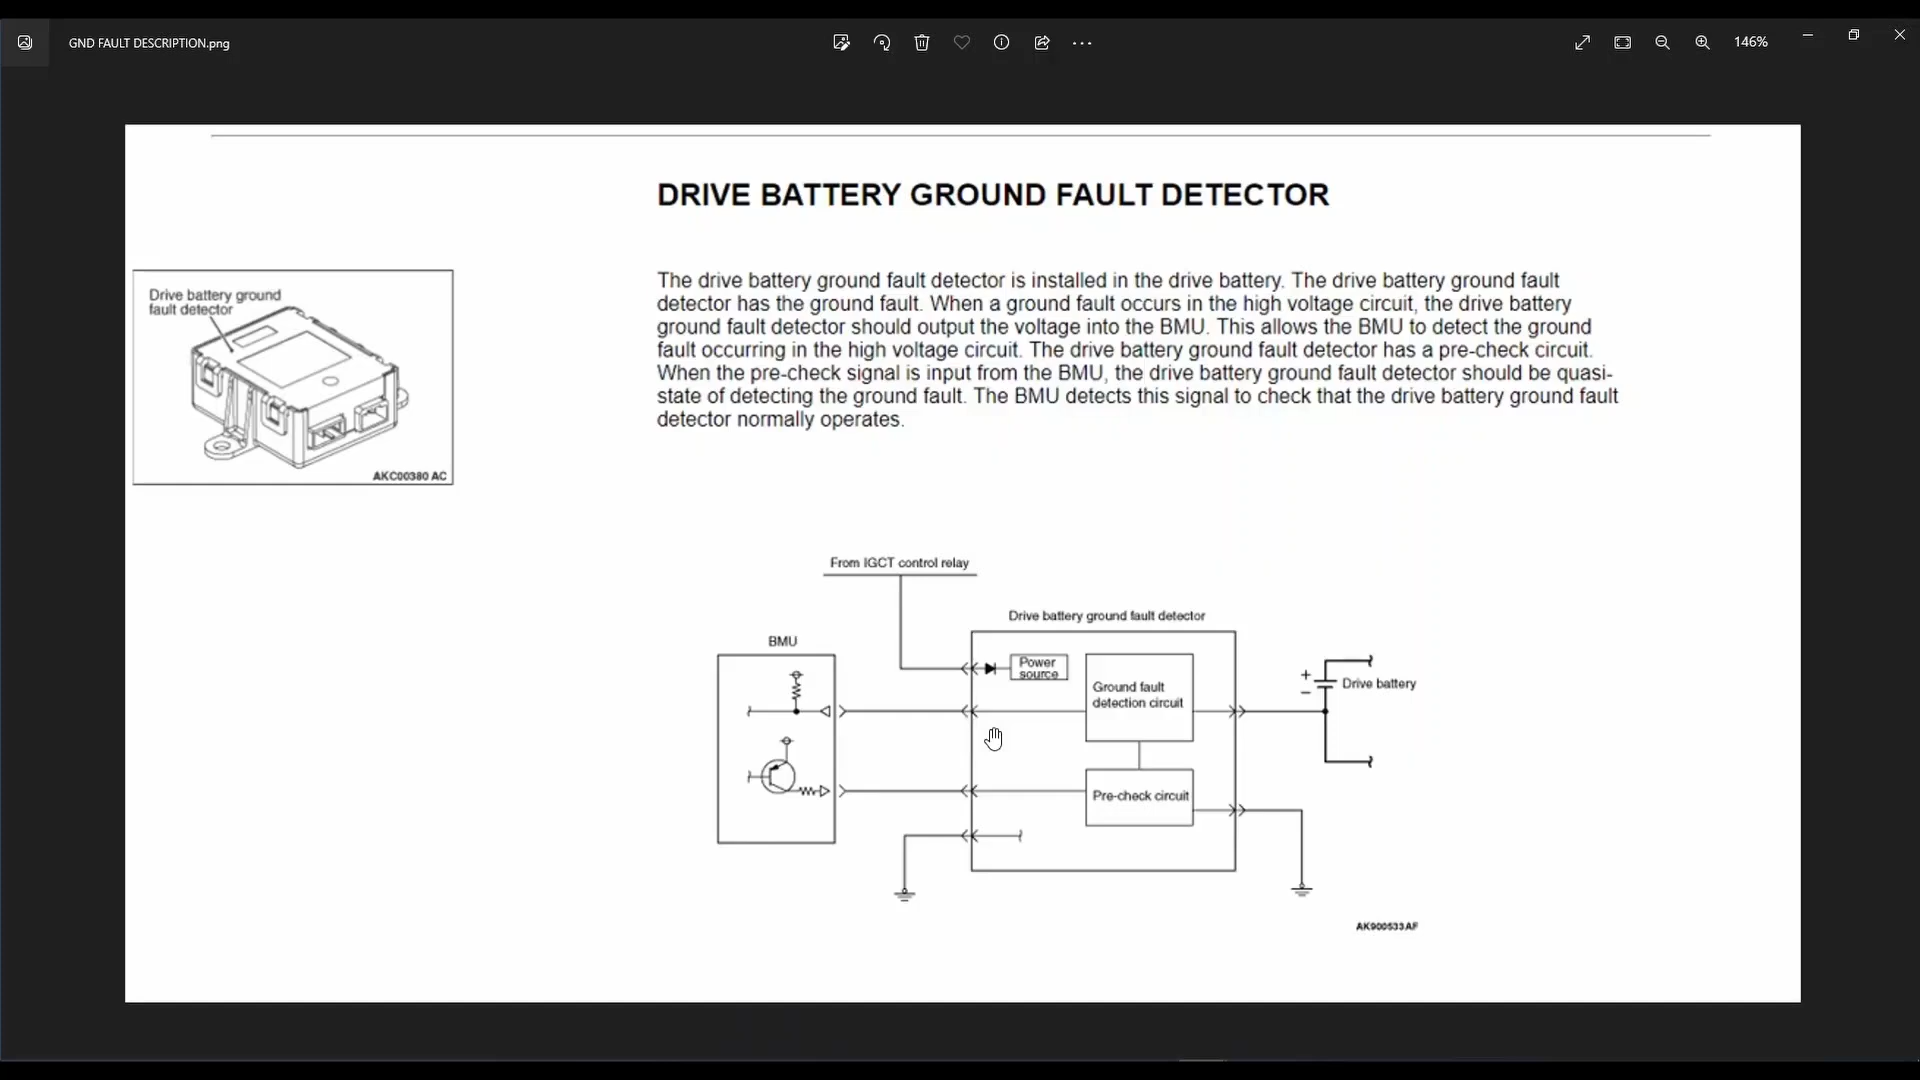 GND FAULT DESCRIPTION.png
146%
DRIVE BATTERY GROUND FAULT DETECTOR
Drive battery ground
fault detector
AKC00380 AC
The drive battery ground fault detector is installed in the drive battery. The drive battery ground fault
detector has the ground fault. When a ground fault occurs in the high voltage circuit, the drive battery
ground fault detector should output the voltage into the BMU. This allows the BMU to detect the ground
fault occurring in the high voltage circuit. The drive battery ground fault detector has a pre-check circuit.
When the pre-check signal is input from the BMU, the drive battery ground fault detector should be quasi-
state of detecting the ground fault. The BMU detects this signal to check that the drive battery ground fault
detector normally operates.
From IGCT control relay
Drive battery ground fault detector
BMU
Power
source
Ground fault
detection circuit
+
−
Drive battery
Pre-check circuit
AK900533AF